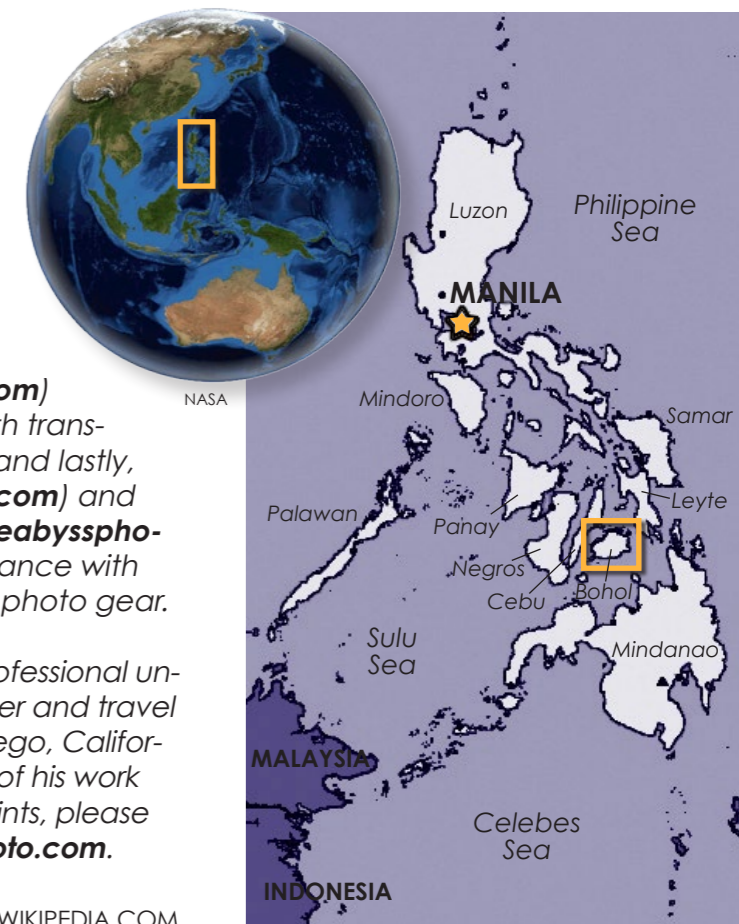 om)
h trans-
and lastly,
.com) and
eabysspho-
ance with
photo gear.
ofessional un-
er and travel
ego, Califor-
of his work
ints, please
oto.com.
WIKIPEDIA.COM
NASA
Luzon
Philippine
Sea
MANILA
Mindoro
Samar
Palawan
Panay
Leyte
Negros
Cebu
Bohol
Sulu
Sea
Mindanao
MALAYSIA
Celebes
Sea
INDONESIA